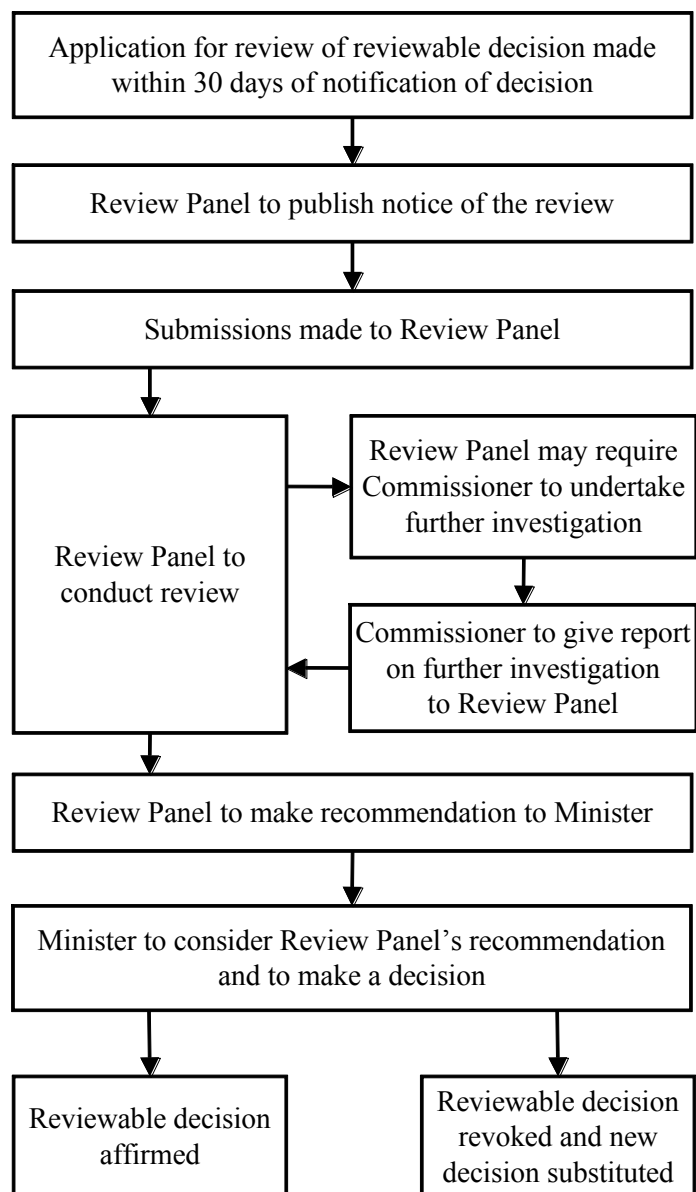 Application for review of reviewable decision made
within 30 days of notification of decision
Review Panel to publish notice of the review
Submissions made to Review Panel
Review Panel to
conduct review
Review Panel may require
Commissioner to undertake
further investigation
Commissioner to give report
on further investigation
to Review Panel
Review Panel to make recommendation to Minister
Minister to consider Review Panel’s recommendation
and to make a decision
Reviewable decision
affirmed
Reviewable decision
revoked and new
decision substituted